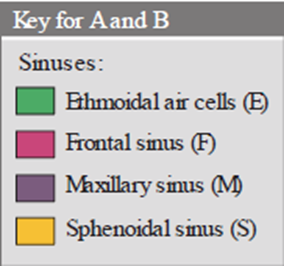 Key for A and B
Sinuses:
Ethmoidal air cells (E)
Frontal sinus (F)
Maxillary sinus (M)
Sphenoidal sinus (S)